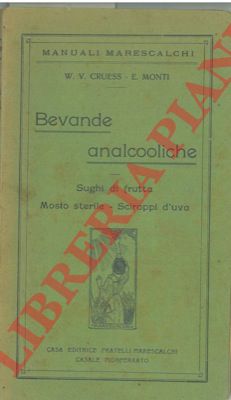 MANUALI MARESCALCHI
W. V. CRUESS - E. MONTI
Bevande
analcooliche
Sughi di frutta
Mosto sterile - Sciroppi d'uva
CASA EDITRICE FRATELLI MARESCALCHI
CASALE MONFERRATO
LIBRERIA PIANI